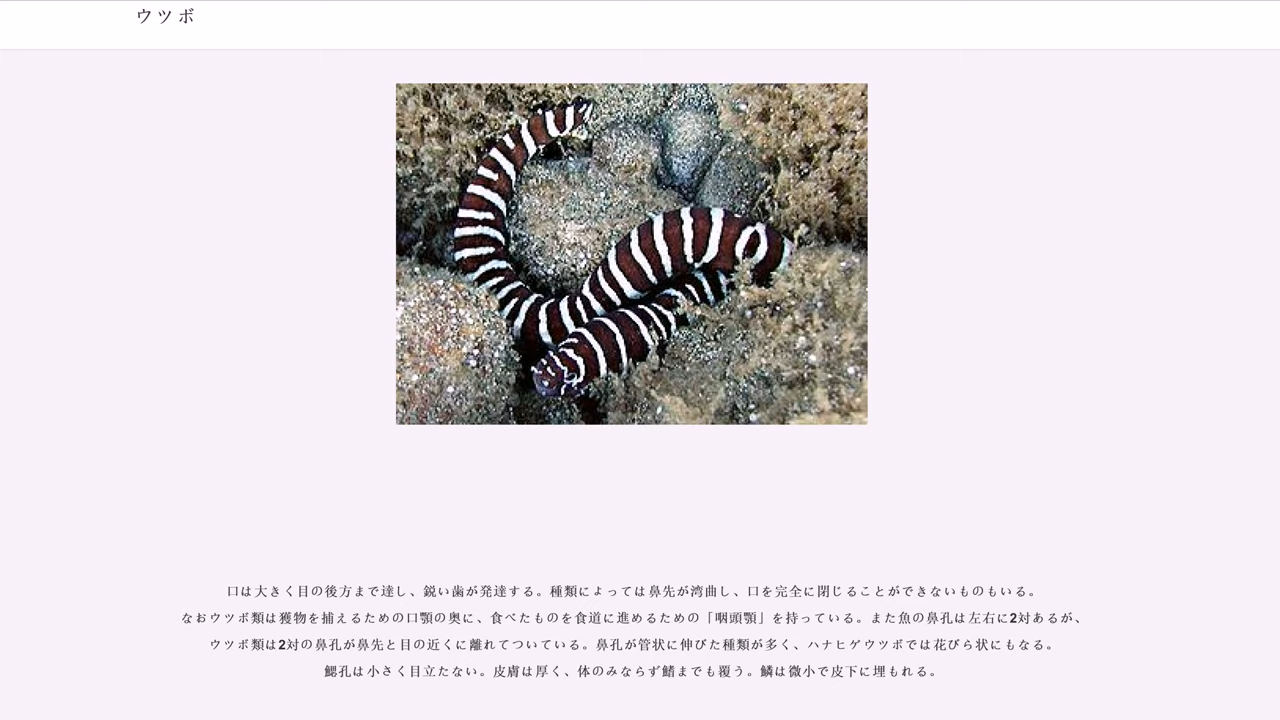 ウツボ
口は大きく目の後方まで達し、鋭い歯が発達する。種類によっては鼻先が湾曲し、口を完全に閉じることができないものもいる。
なおウツボ類は獲物を捕えるための口顎の奥に、食べたものを食道に進めるための「咽頭顎」を持っている。また魚の鼻孔は左右に2対あるが、
ウツボ類は2対の鼻孔が鼻先と目の近くに離れてついている。鼻孔が管状に伸びた種類が多く、ハナヒゲウツボでは花びら状にもなる。
鰓孔は小さく目立たない。皮膚は厚く、体のみならず鰭までも覆う。鱗は微小で皮下に埋もれる。